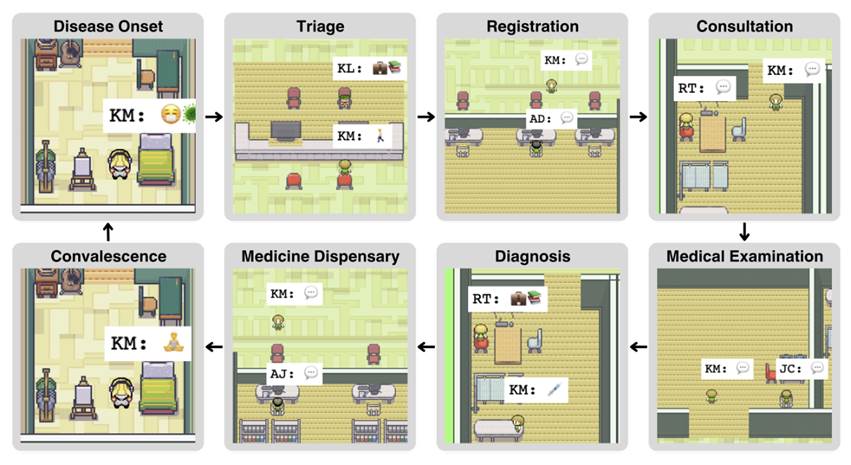 Disease Onset
KM:
Triage
KL:
KM:
Registration
KM:
AD:
Consultation
KM:
RT:
Convalescence
KM:
Medicine Dispensary
KM:
AJ:
Diagnosis
RT:
KM:
Medical Examination
KM:
JC: